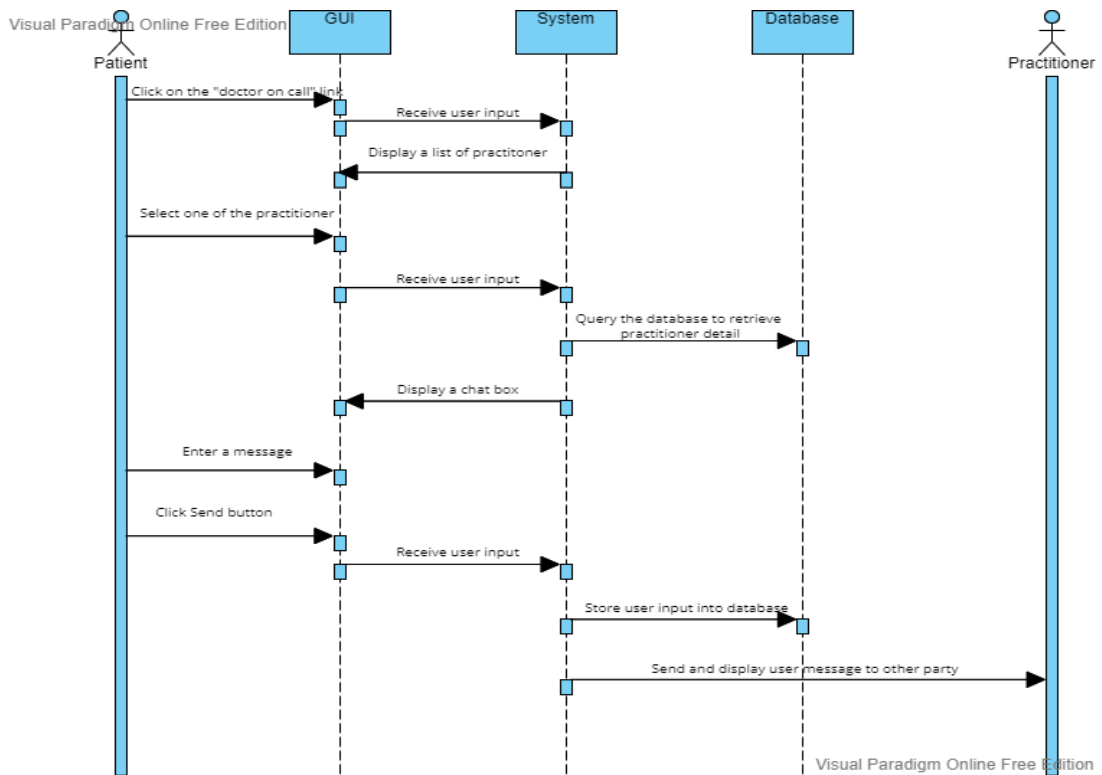 Visual Paradigm Online Free Edition
GUI
System
Database
Patient
Practitioner
Click on the "doctor on call" link
Receive user input
Display a list of practitoner
Select one of the practitioner
Receive user input
Query the database to retrieve
practitioner detail
Display a chat box
Enter a message
Click Send button
Receive user input
Store user input into database
Send and display user message to other party
Visual Paradigm Online Free Edition